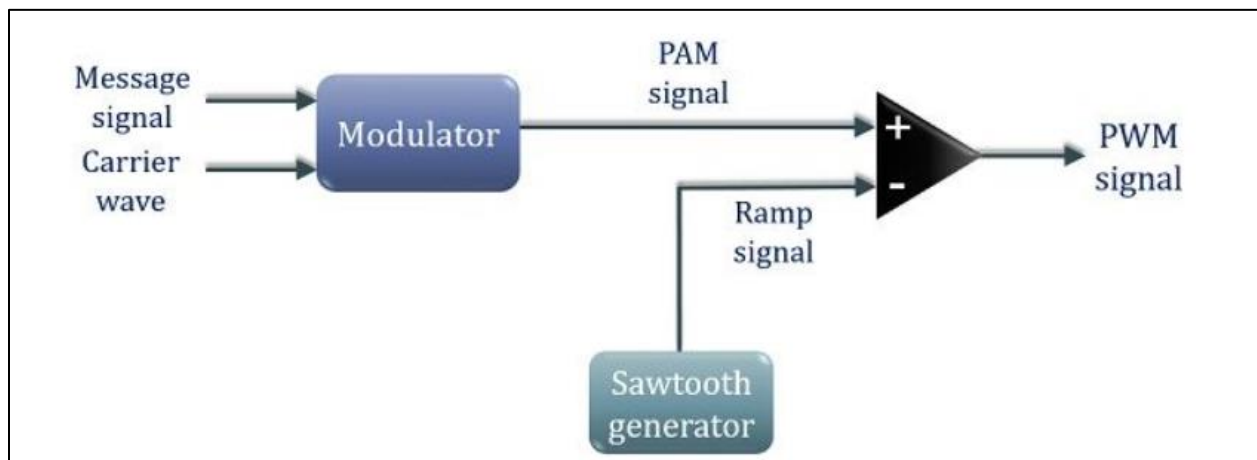 Message
signal
Carrier
wave
Modulator
PAM
signal
+
-
Ramp
signal
PWM
signal
Sawtooth
generator